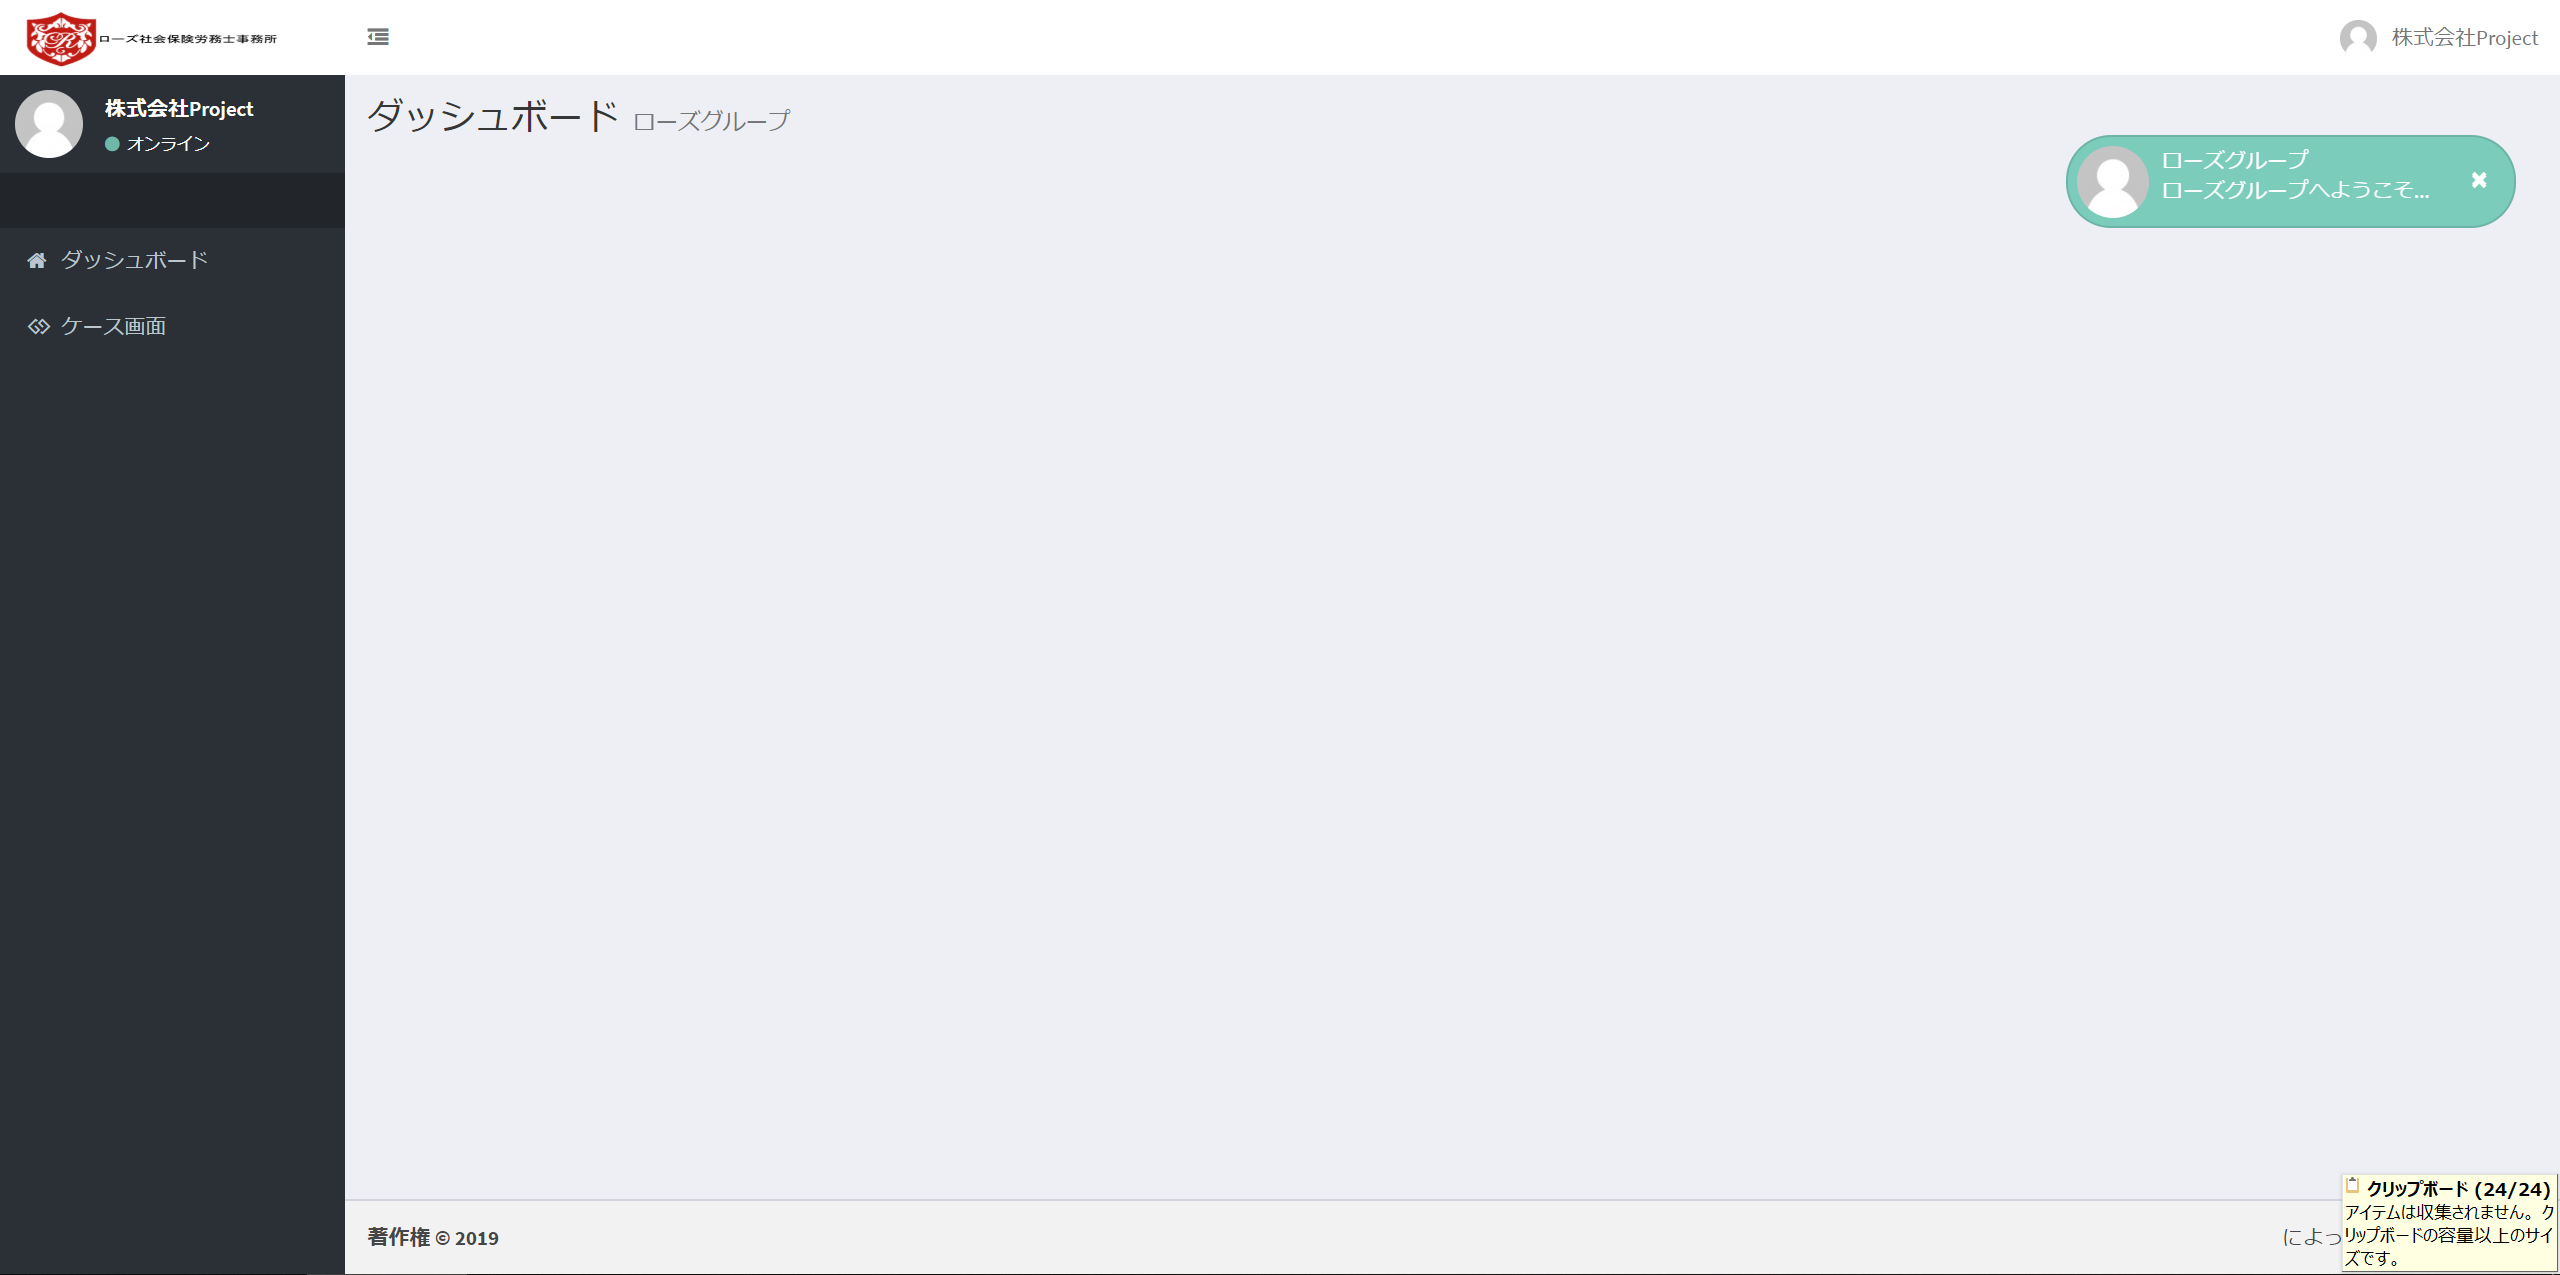 ローズ社会保険労務士事務所
株式会社Project
株式会社Project
オンライン
ダッシュボード ローズグループ
ローズグループ
ローズグループへようこそ...
ダッシュボード
ケース画面
著作権 © 2019
によっ
クリップボード (24/24)
アイテムは収集されません。ク
リップボードの容量以上のサイ
ズです。